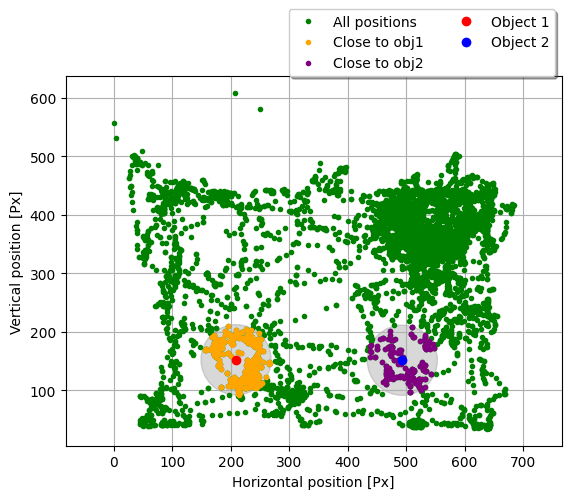 All positions
Close to obj1
Close to obj2
Object 1
Object 2
600
500
400
300
200
100
Vertical position [Px]
0 100 200 300 400 500 600 700
Horizontal position [Px]